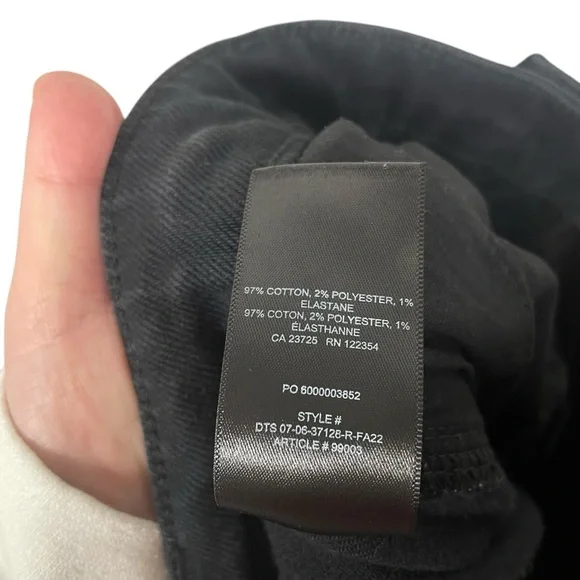 97% COTTON, 2% POLYESTER, 1%
ELASTANE
97% COTON, 2% POLYESTER, 1%
ÉLASTHANNE
CA 23725 RN 122354
PO 6000003852
STYLE #
DTS 07-06-37128-R-FA22
ARTICLE # 99003